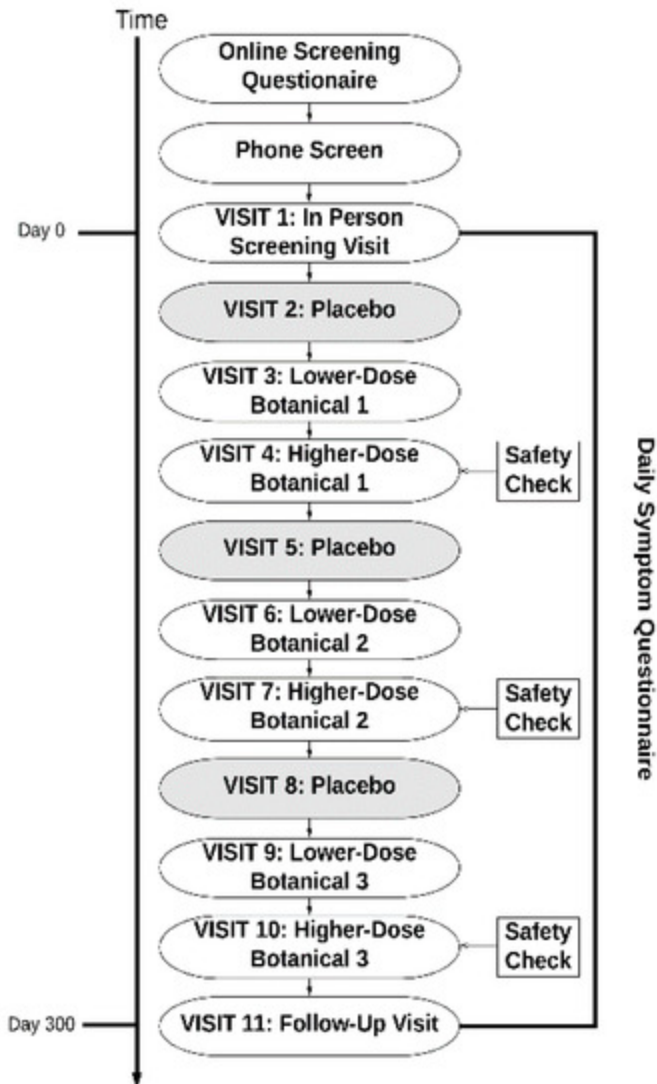 Time
Online Screening
Questionaire
Phone Screen
Day 0
VISIT 1: In Person
Screening Visit
VISIT 2: Placebo
VISIT 3: Lower-Dose
Botanical 1
VISIT 4: Higher-Dose
Botanical 1
Safety
Check
VISIT 5: Placebo
VISIT 6: Lower-Dose
Botanical 2
VISIT 7: Higher-Dose
Botanical 2
Safety
Check
VISIT 8: Placebo
VISIT 9: Lower-Dose
Botanical 3
VISIT 10: Higher-Dose
Botanical 3
Safety
Check
Day 300
VISIT 11: Follow-Up Visit
Daily Symptom Questionnaire